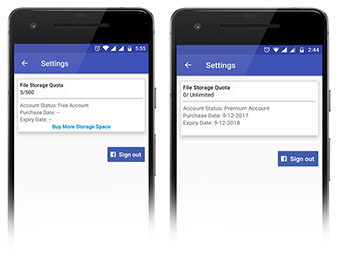 5:55
Settings
File Storage Quota
3/500
Account Status: Free Account
Purchase Date: --
Expiry Date: --
Buy More Storage Space
Sign out
2:44
Settings
File Storage Quota
0/ Unlimited
Account Status: Premium Account
Purchase Date: 9-12-2017
Expiry Date: 9-12-2018
Sign out